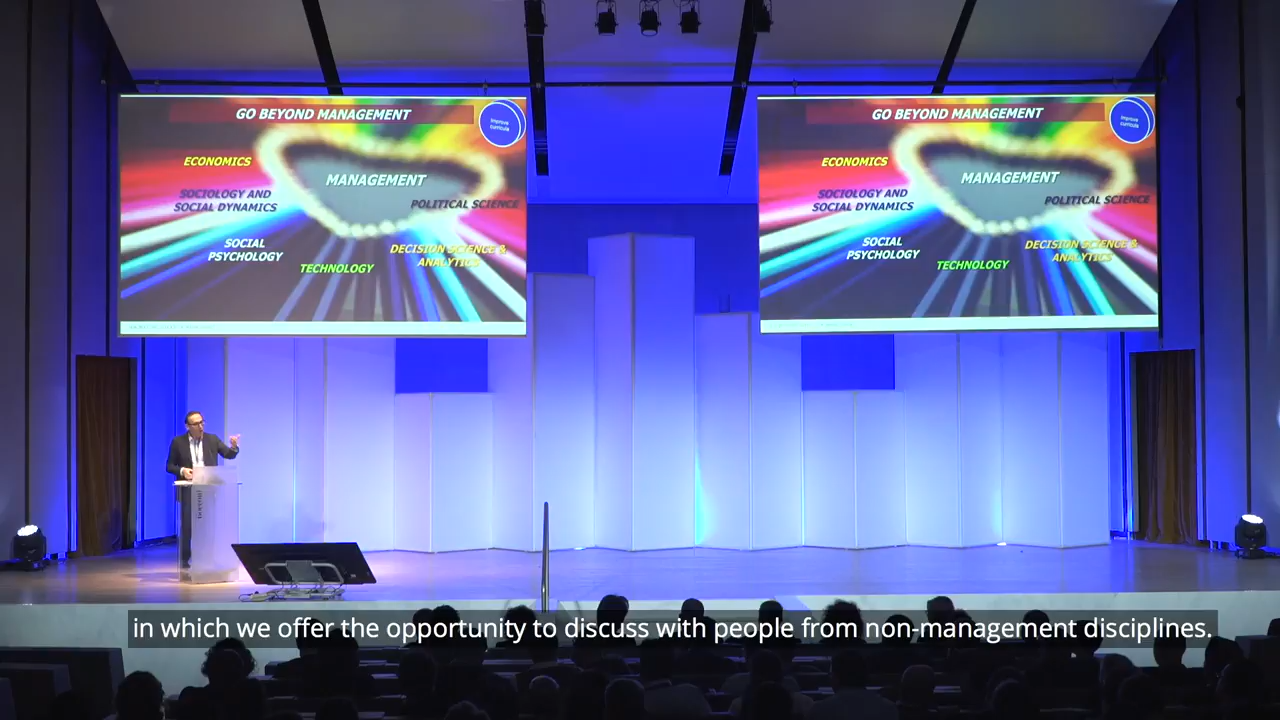 GO BEYOND MANAGEMENT
Improve
curricula
ECONOMICS
MANAGEMENT
SOCIOLOGY AND
SOCIAL DYNAMICS
POLITICAL SCIENCE
SOCIAL
PSYCHOLOGY
DECISION SCIENCE &
ANALYTICS
TECHNOLOGY
GO BEYOND MANAGEMENT
Improve
curricula
ECONOMICS
MANAGEMENT
SOCIOLOGY AND
SOCIAL DYNAMICS
POLITICAL SCIENCE
SOCIAL
PSYCHOLOGY
DECISION SCIENCE &
ANALYTICS
TECHNOLOGY
in which we offer the opportunity to discuss with people from non-management disciplines.